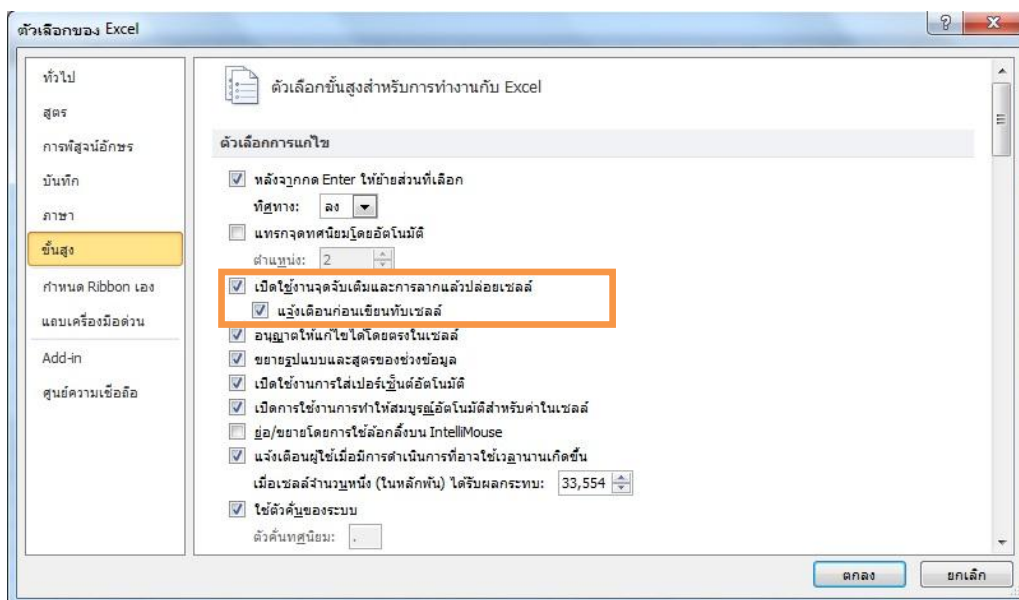 ตัวเลือกของ Excel
ทั่วไป
สูตร
การพิสูจน์อักษร
บันทึก
ภาษา
ขั้นสูง
กำหนด Ribbon เอง
แถบเครื่องมือด่วน
Add-in
ศูนย์ความเชื่อถือ
ตัวเลือกขั้นสูงสำหรับการทำงานกับ Excel
ตัวเลือกการแก้ไข
หลังจากกด Enter ให้ย้ายส่วนที่เลือก
ทิศทาง: ลง
แทรกจุดทศนิยมโดยอัตโนมัติ
ตำแหน่ง: 2
เปิดใช้งานจุดจับเติมและการลากแล้วปล่อยเซลล์
แจ้งเตือนก่อนเขียนทับเซลล์
อนุญาตให้แก้ไขได้โดยตรงในเซลล์
ขยายรูปแบบและสูตรของช่วงข้อมูล
เปิดใช้งานการใส่เปอร์เซ็นต์อัตโนมัติ
เปิดการใช้งานการทำให้สมบูรณ์อัตโนมัติสำหรับค่าในเซลล์
ย่อ/ขยายโดยการใช้ล้อกลิ้งบน IntelliMouse
แจ้งเตือนผู้ใช้เมื่อมีการดำเนินการที่อาจใช้เวลานานเกิดขึ้น
เมื่อเซลล์จำนวนหนึ่ง (ในหลักพัน) ได้รับผลกระทบ: 33,554
ใช้ตัวคั่นของระบบ
ตัวคั่นทศนิยม: .
ตกลง ยกเลิก